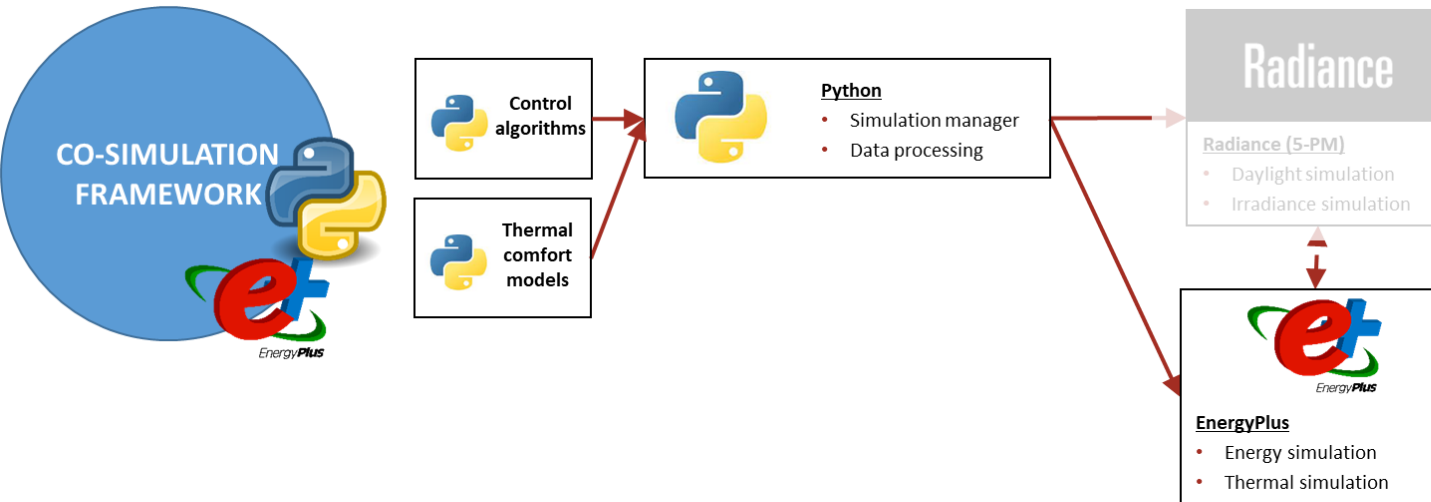 CO-SIMULATION
FRAMEWORK
EnergyPlus
Control
algorithms
Thermal
comfort
models
Python
• Simulation manager
• Data processing
Radiance
Radiance (5-PM)
• Daylight simulation
• Irradiance simulation
e+
EnergyPlus
EnergyPlus
• Energy simulation
• Thermal simulation